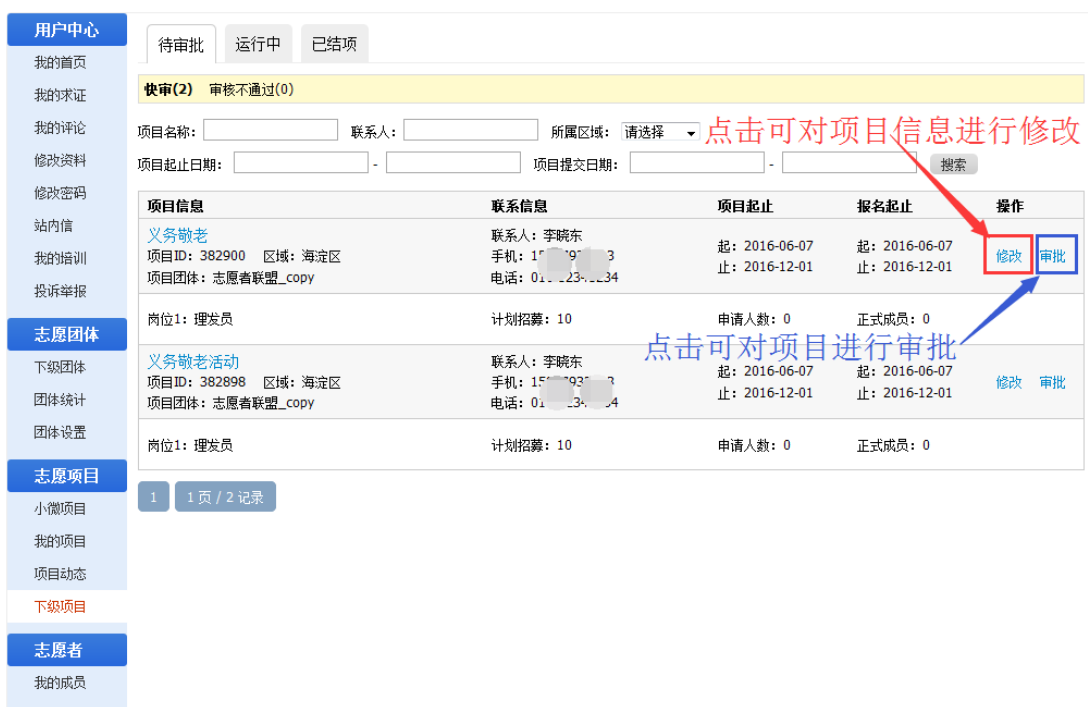 用户中心
我的首页
我的求证
我的评论
修改资料
修改密码
站内信
我的培训
投诉举报
志愿团体
下级团体
团体统计
团体设置
志愿项目
小微项目
我的项目
项目动态
下级项目
志愿者
我的成员
待审批 运行中 已结项
快审(2) 审核不通过(0)
项目名称： 联系人： 所属区域： 请选择
点击可对项目信息进行修改
项目起止日期： - 项目提交日期： - 搜索
项目信息 联系信息 项目起止 报名起止 操作
义务敬老 联系人：李晓东
项目ID：382900 区域：海淀区 手机： 起：2016-06-07 起：2016-06-07 修改 审批
项目团体：志愿者联盟_copy 电话： 止：2016-12-01 止：2016-12-01
岗位1：理发员 计划招募：10 申请人数：0 正式成员：0
点击可对项目进行审批
义务敬老活动 联系人：李晓东
项目ID：382898 区域：海淀区 手机： 起：2016-06-07 起：2016-06-07 修改 审批
项目团体：志愿者联盟_copy 电话： 止：2016-12-01 止：2016-12-01
岗位1：理发员 计划招募：10 申请人数：0 正式成员：0
1 1 页 / 2 记录